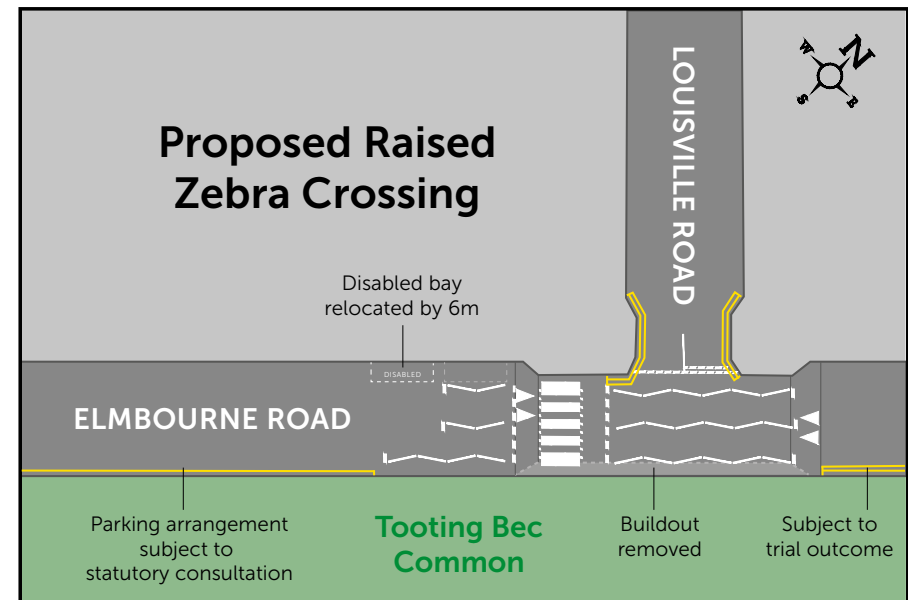 Proposed Raised
Zebra Crossing
LOUISVILLE ROAD
W
N
S
E
Disabled bay
relocated by 6m
DISABLED
ELMBOURNE ROAD
Parking arrangement
subject to
statutory consultation
Tooting Bec
Common
Buildout
removed
Subject to
trial outcome